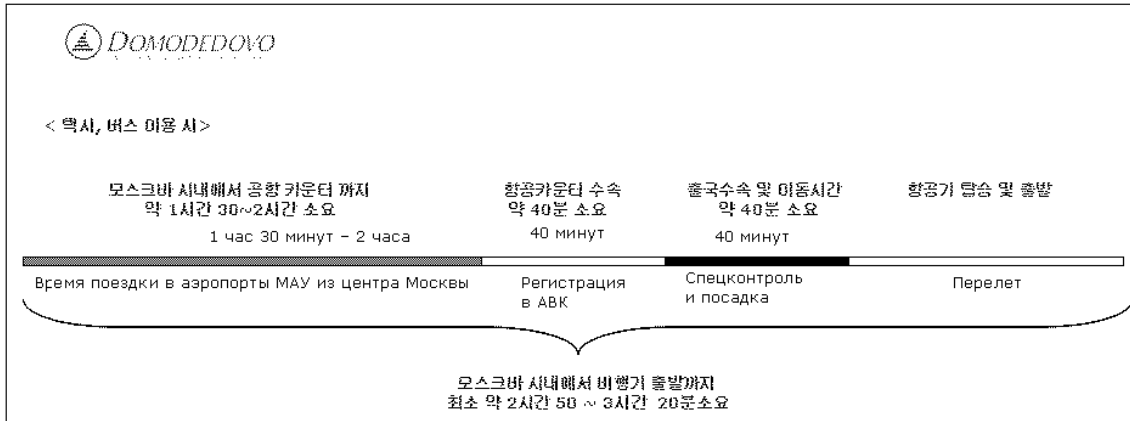 DOMODEDOVO
< 택시, 버스 이용 시>
모스크바 시내에서 공항 카운터 까지
약 1시간 30~2시간 소요
항공카운터 수속
약 40분 소요
출국수속 및 이동시간
약 40분 소요
항공기 탑승 및 출발
1 час 30 минут – 2 часа
40 минут
40 минут
Время поездки в аэропорты МАУ из центра Москвы
Регистрация
в АВК
Спецконтроль
и посадка
Перелет
모스크바 시내에서 비행기 출발까지
최소 약 2시간 50 ~ 3시간 20분소요